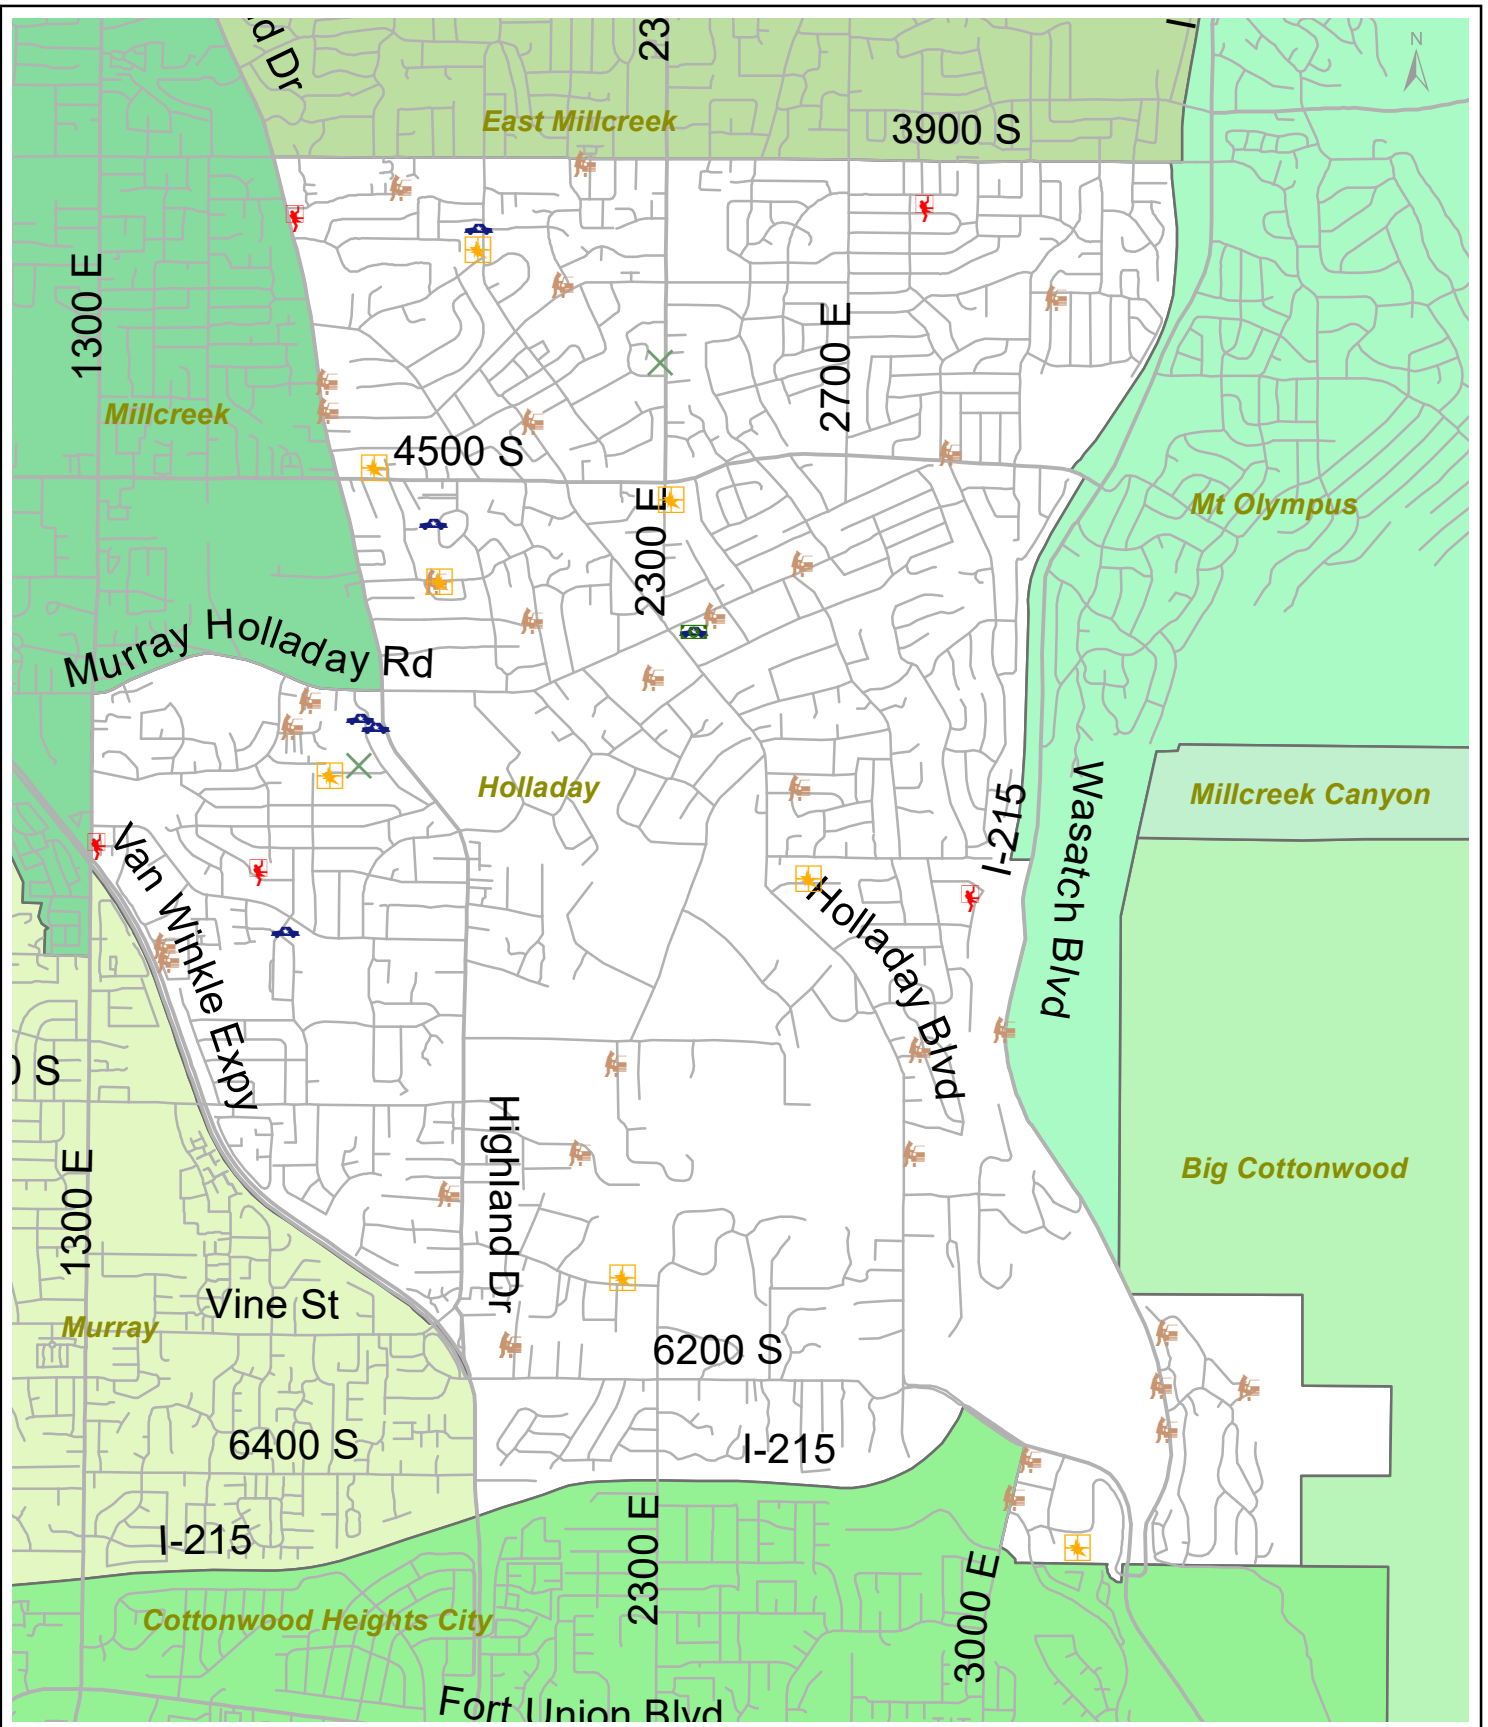 d Dr
23
I
N
East Millcreek
3900 S
1300 E
2700 E
Millcreek
4500 S
Mt Olympus
2300 E
Murray Holladay Rd
Holladay
I-215
Wasatch Blvd
Millcreek Canyon
Van Winkle Expy
Holladay Blvd
0 S
Highland Dr
1300 E
Big Cottonwood
Vine St
Murray
6200 S
6400 S
I-215
I-215
2300 E
3000 E
Cottonwood Heights City
Fort Union Blvd